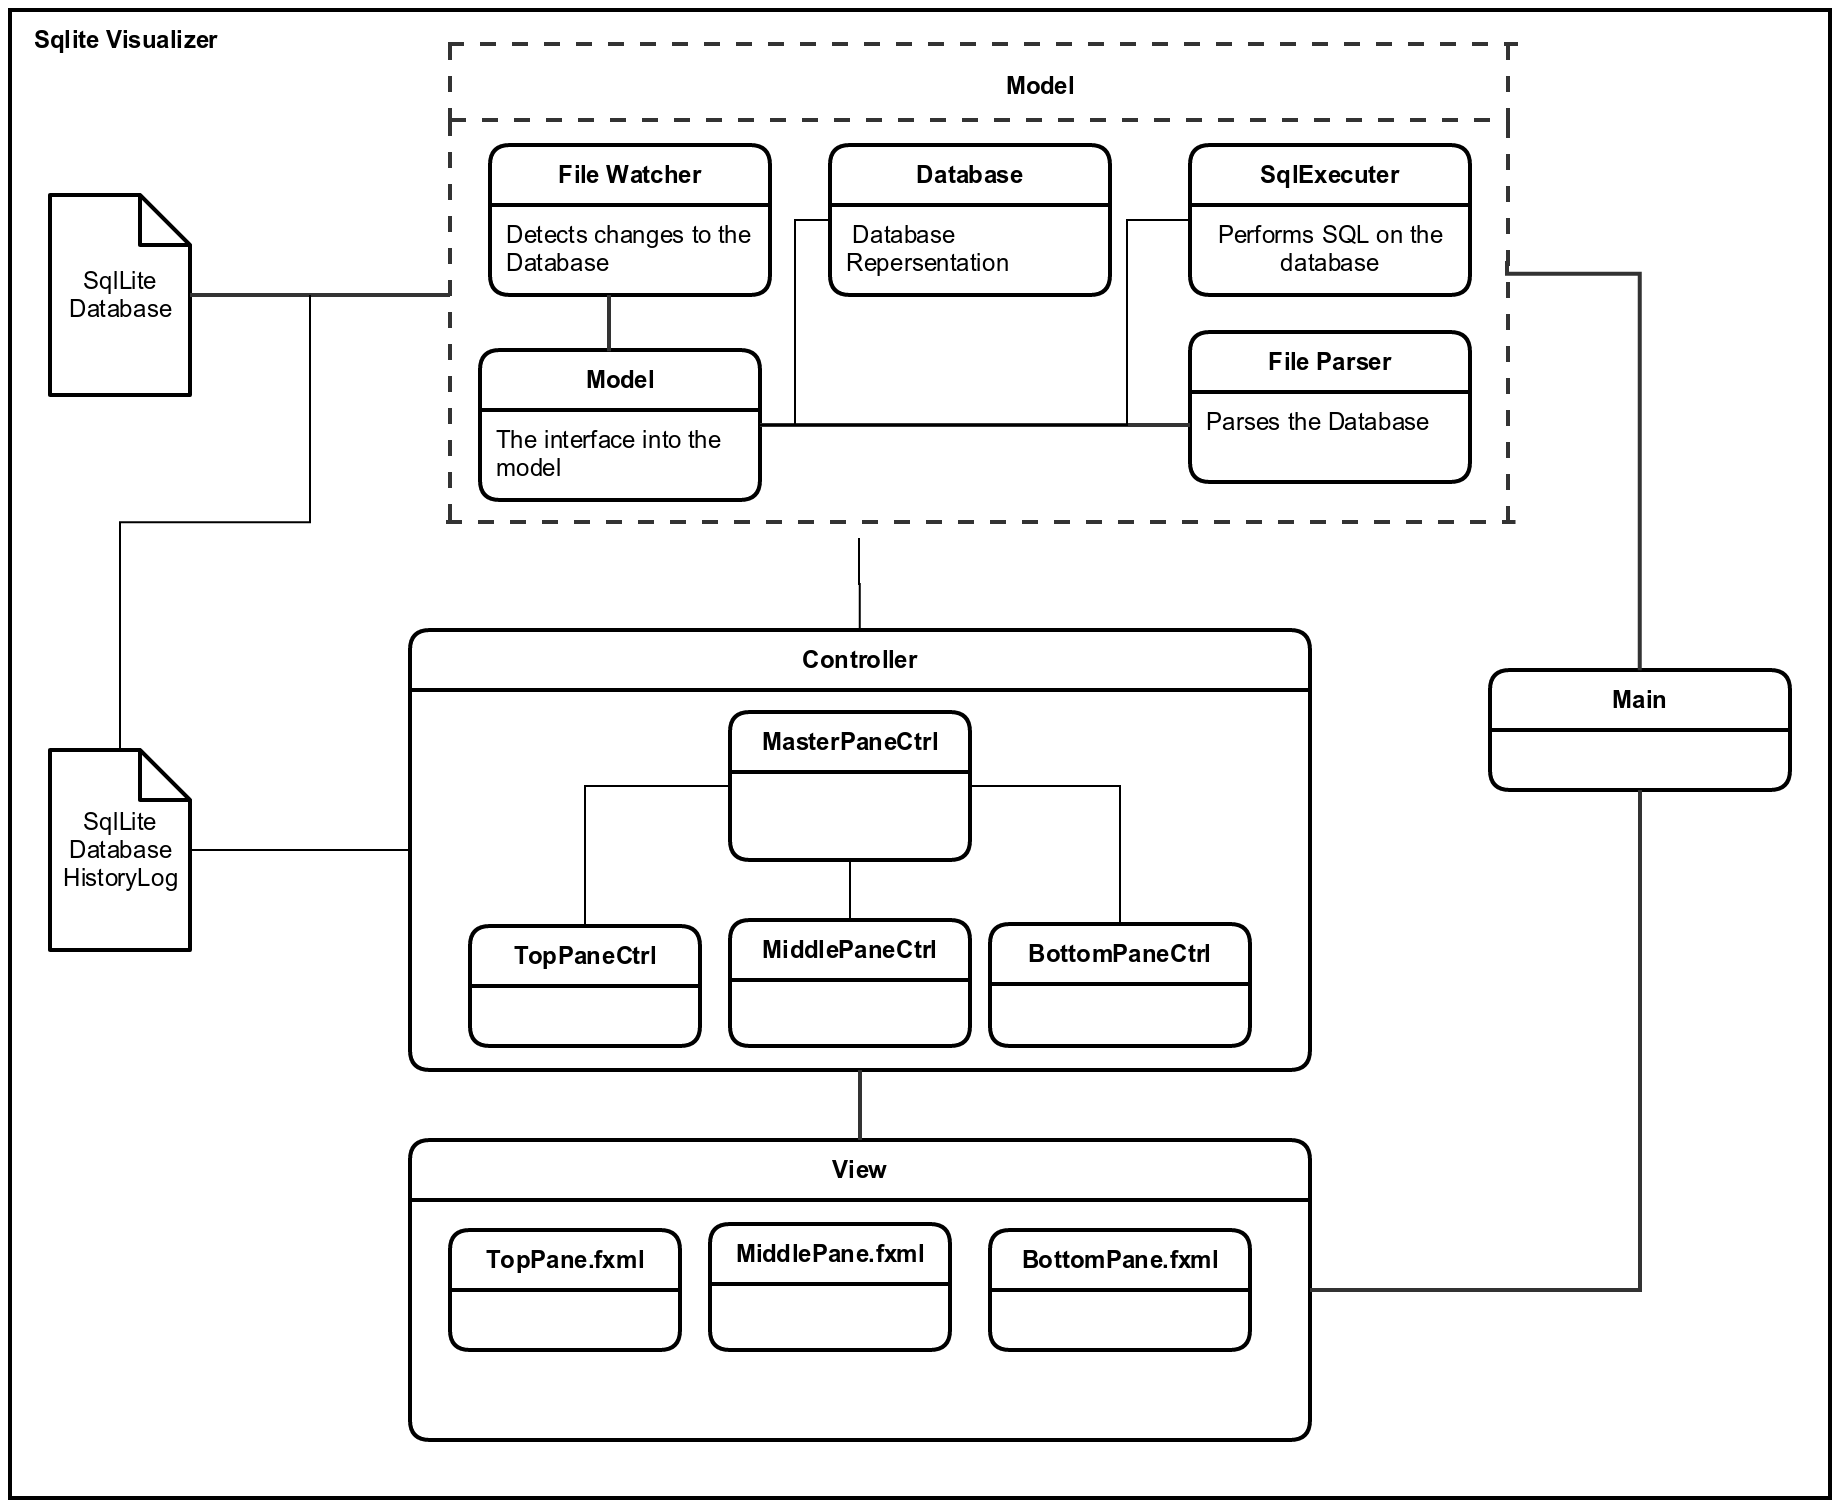 Sqlite Visualizer
Model
File Watcher
Detects changes to the
Database
Database
Database
Repersentation
SqlExecuter
Performs SQL on the
database
SqlLite
Database
Model
The interface into the
model
File Parser
Parses the Database
Controller
MasterPaneCtrl
Main
SqlLite
Database
HistoryLog
TopPaneCtrl
MiddlePaneCtrl
BottomPaneCtrl
View
TopPane.fxml
MiddlePane.fxml
BottomPane.fxml